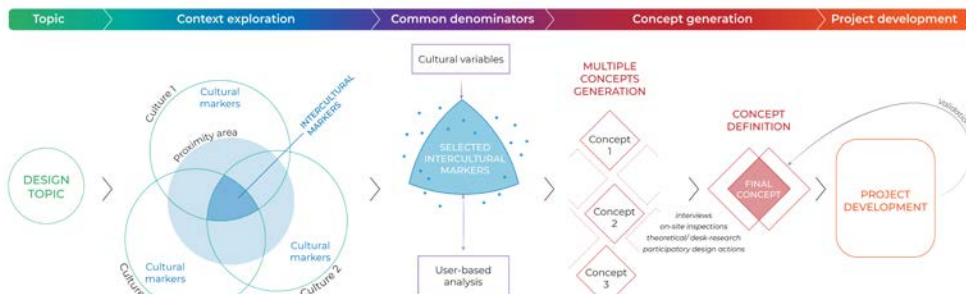 Topic
Context exploration
Common denominators
Concept generation
Project development
DESIGN
TOPIC
Culture 1
Cultural
markers
Proximity area
INTERCULTURAL
MARKERS
Cultural
markers
Cultural
markers
Culture 2
Cultural variables
SELECTED
INTERCULTURAL
MARKERS
User-based
analysis
MULTIPLE
CONCEPTS
GENERATION
Concept
1
Concept
2
Concept
3
interviews
on-site inspections
theoretical/ desk-research
participatory design actions
CONCEPT
DEFINITION
FINAL
CONCEPT
validation
PROJECT
DEVELOPMENT